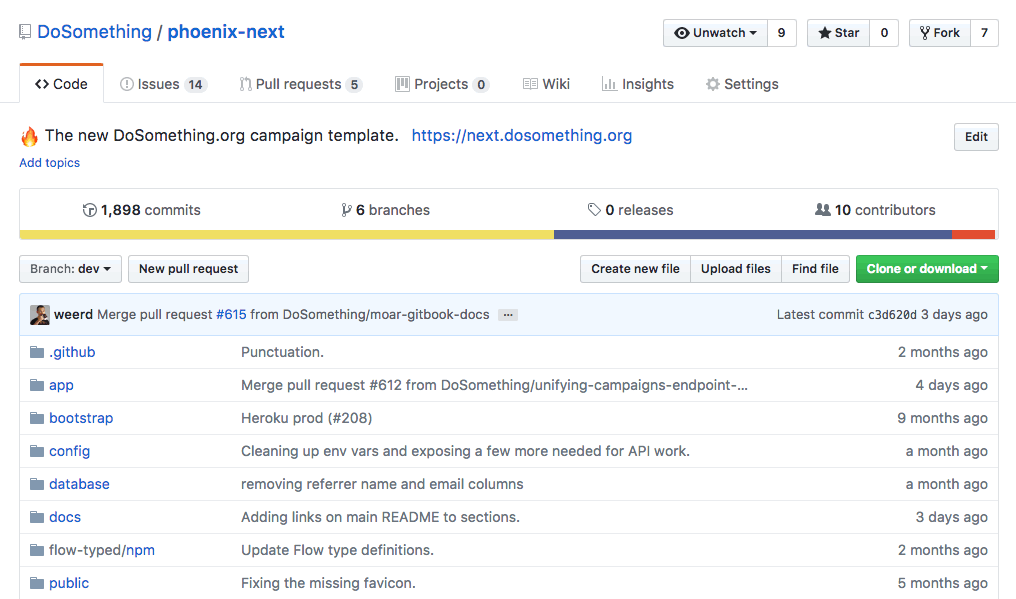 DoSomething / phoenix-next
Unwatch 9 Star 0 Fork 7
Code Issues 14 Pull requests 5 Projects 0 Wiki Insights Settings
🔥 The new DoSomething.org campaign template. https://next.dosomething.org Edit
Add topics
1,898 commits 6 branches 0 releases 10 contributors
Branch: dev New pull request Create new file Upload files Find file Clone or download
weerd Merge pull request #615 from DoSomething/moar-gitbook-docs ... Latest commit c3d620d 3 days ago
.github Punctuation. 2 months ago
app Merge pull request #612 from DoSomething/unifying-campaigns-endpoint-... 4 days ago
bootstrap Heroku prod (#208) 9 months ago
config Cleaning up env vars and exposing a few more needed for API work. a month ago
database removing referrer name and email columns a month ago
docs Adding links on main README to sections. 3 days ago
flow-typed/npm Update Flow type definitions. 2 months ago
public Fixing the missing favicon. 5 months ago